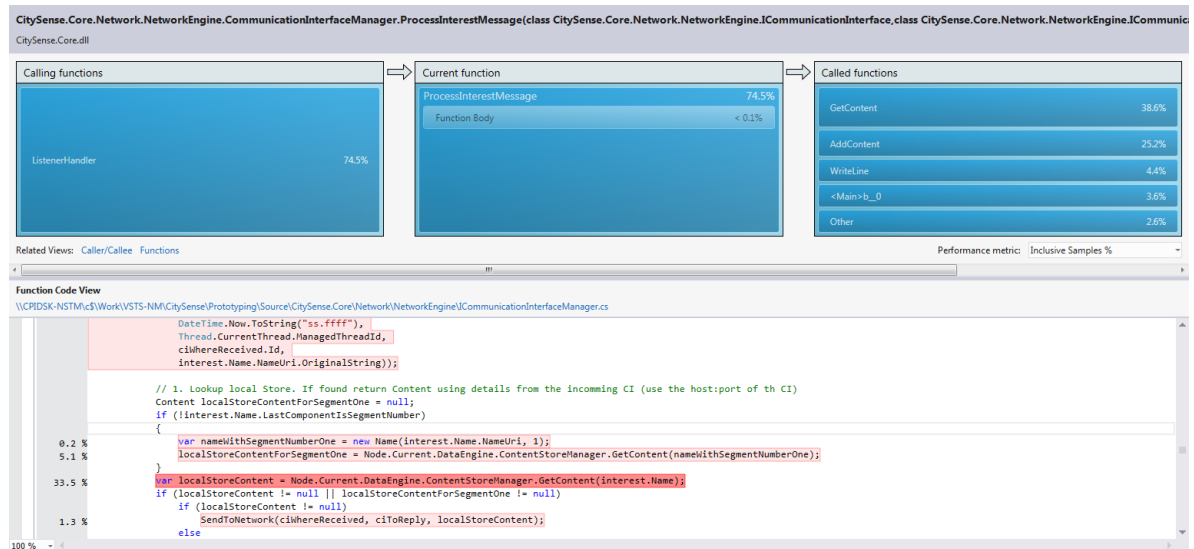 CitySense.Core.Network.NetworkEngine.CommunicationInterfaceManager.ProcessInterestMessage(class CitySense.Core.Network.NetworkEngine.ICommunicationInterface,class CitySense.Core.Network.NetworkEngine.ICommunica
CitySense.Core.dll
Calling functions
Current function
Called functions
ListenerHandler 74.5%
ProcessInterestMessage 74.5%
Function Body < 0.1%
GetContent 38.6%
AddContent 25.2%
WriteLine 4.4%
<Main>b__0 3.6%
Other 2.6%
Related Views: Caller/Callee Functions
Performance metric: Inclusive Samples %
Function Code View
\\CPIDSK-NSTM\c$\Work\VSTS-NM\CitySense\Prototyping\Source\CitySense.Core\Network\NetworkEngine\ICommunicationInterfaceManager.cs
DateTime.Now.ToString("ss.ffff"),
Thread.CurrentThread.ManagedThreadId,
ciWhereReceived.Id,
interest.Name.NameUri.OriginalString));
// 1. Lookup local Store. If found return Content using details from the incomming CI (use the host:port of th CI)
Content localStoreContentForSegmentOne = null;
if (!interest.Name.LastComponentIsSegmentNumber)
{
0.2 % var nameWithSegmentNumberOne = new Name(interest.Name.NameUri, 1);
5.1 % localStoreContentForSegmentOne = Node.Current.DataEngine.ContentStoreManager.GetContent(nameWithSegmentNumberOne);
}
33.5 % var localStoreContent = Node.Current.DataEngine.ContentStoreManager.GetContent(interest.Name);
if (localStoreContent != null || localStoreContentForSegmentOne != null)
if (localStoreContent != null)
1.3 % SendToNetwork(ciWhereReceived, ciToReply, localStoreContent);
else
100 %